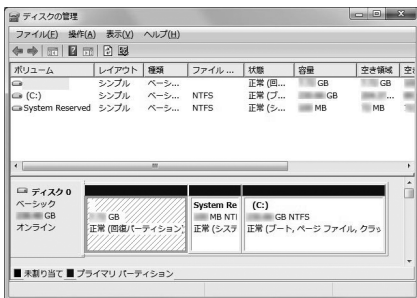 ディスクの管理
ファイル(F) 操作(A) 表示(V) ヘルプ(H)
ボリューム レイアウト 種類 ファイル ... 状態 容量 空き領域 空き
シンプル ベーシ... 正常 (回... GB GB
(C:) シンプル ベーシ... NTFS 正常 (ブ... GB
System Reserved シンプル ベーシ... NTFS 正常 (シ... MB MB
ディスク 0
ベーシック
GB
オンライン
GB
正常 (回復パーティション)
System Re
MB NTI
正常 (システ
(C:)
GB NTFS
正常 (ブート, ページ ファイル, クラッ
未割り当て プライマリ パーティション